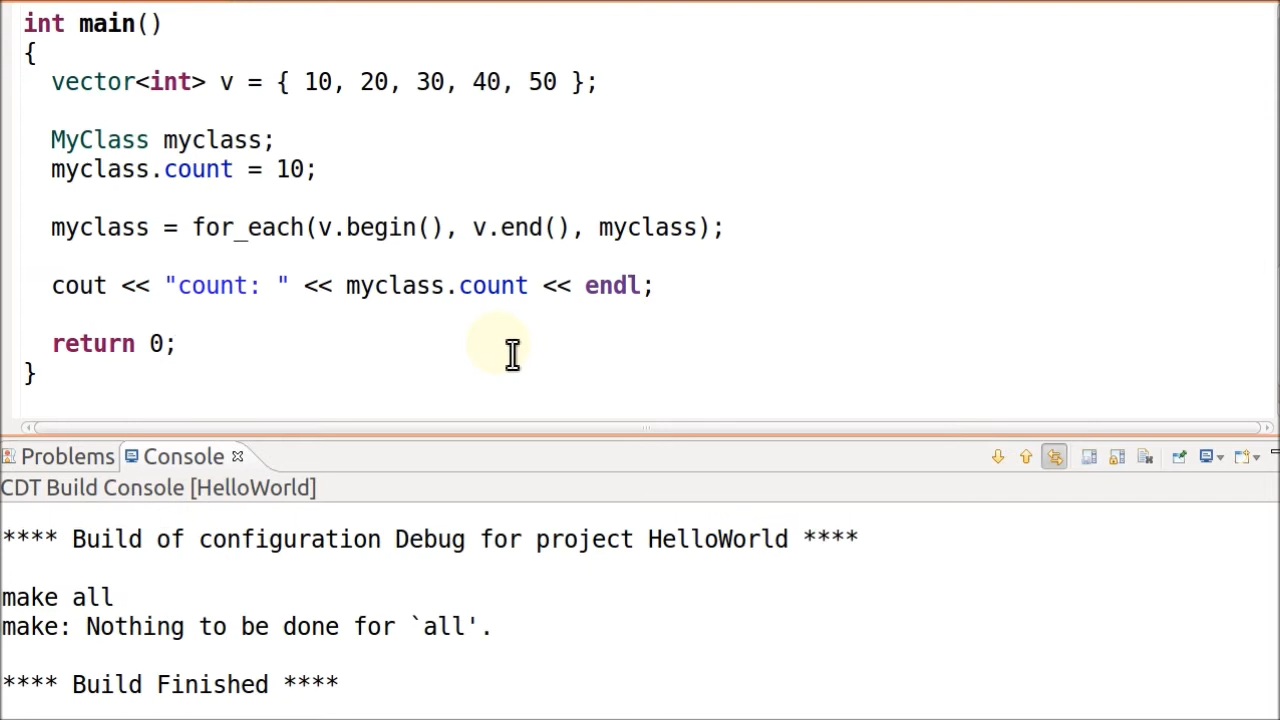 int main()
{
vector<int> v = { 10, 20, 30, 40, 50 };
MyClass myclass;
myclass.count = 10;
myclass = for_each(v.begin(), v.end(), myclass);
cout << "count: " << myclass.count << endl;
return 0;
}
Problems Console
CDT Build Console [HelloWorld]
**** Build of configuration Debug for project HelloWorld ****
make all
make: Nothing to be done for `all'.
**** Build Finished ****